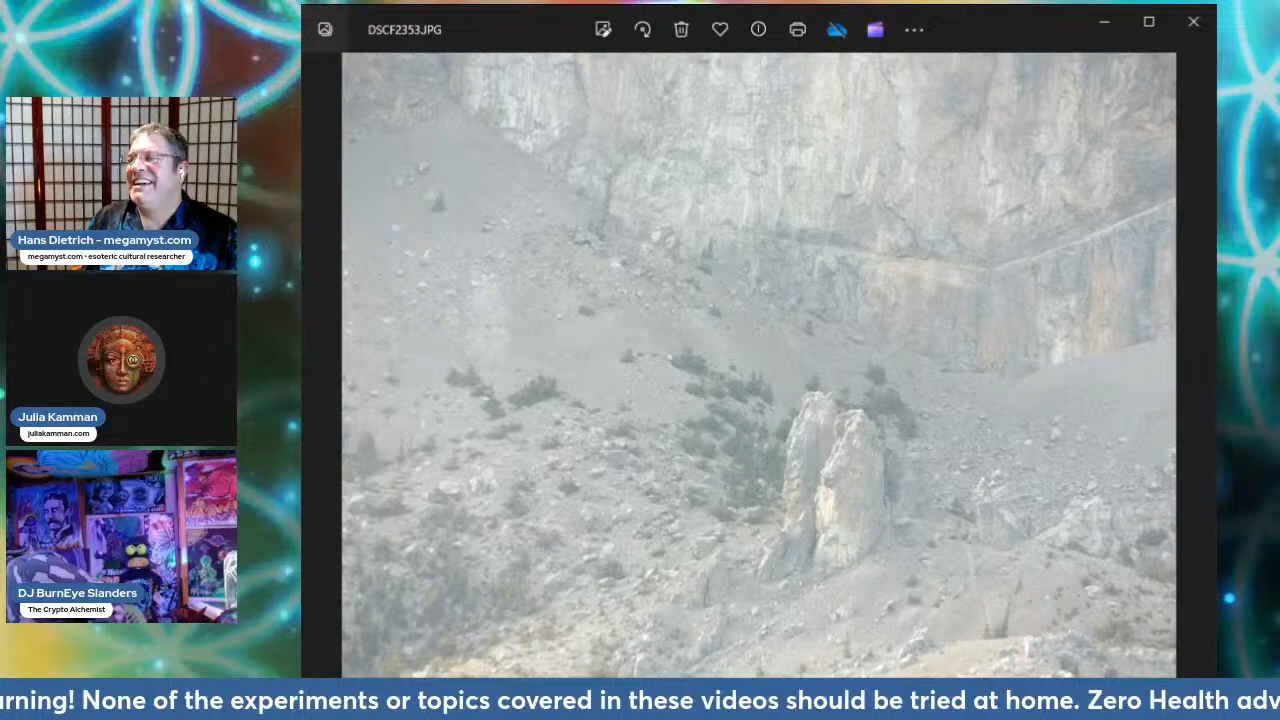 DSCF2353.JPG
Hans Dietrich - megamyst.com
megamyst.com • esoteric cultural researcher
Julia Kamman
juliakamman.com
DJ BurnEye Slanders
The Crypto Alchemist
arning! None of the experiments or topics covered in these videos should be tried at home. Zero Health adv